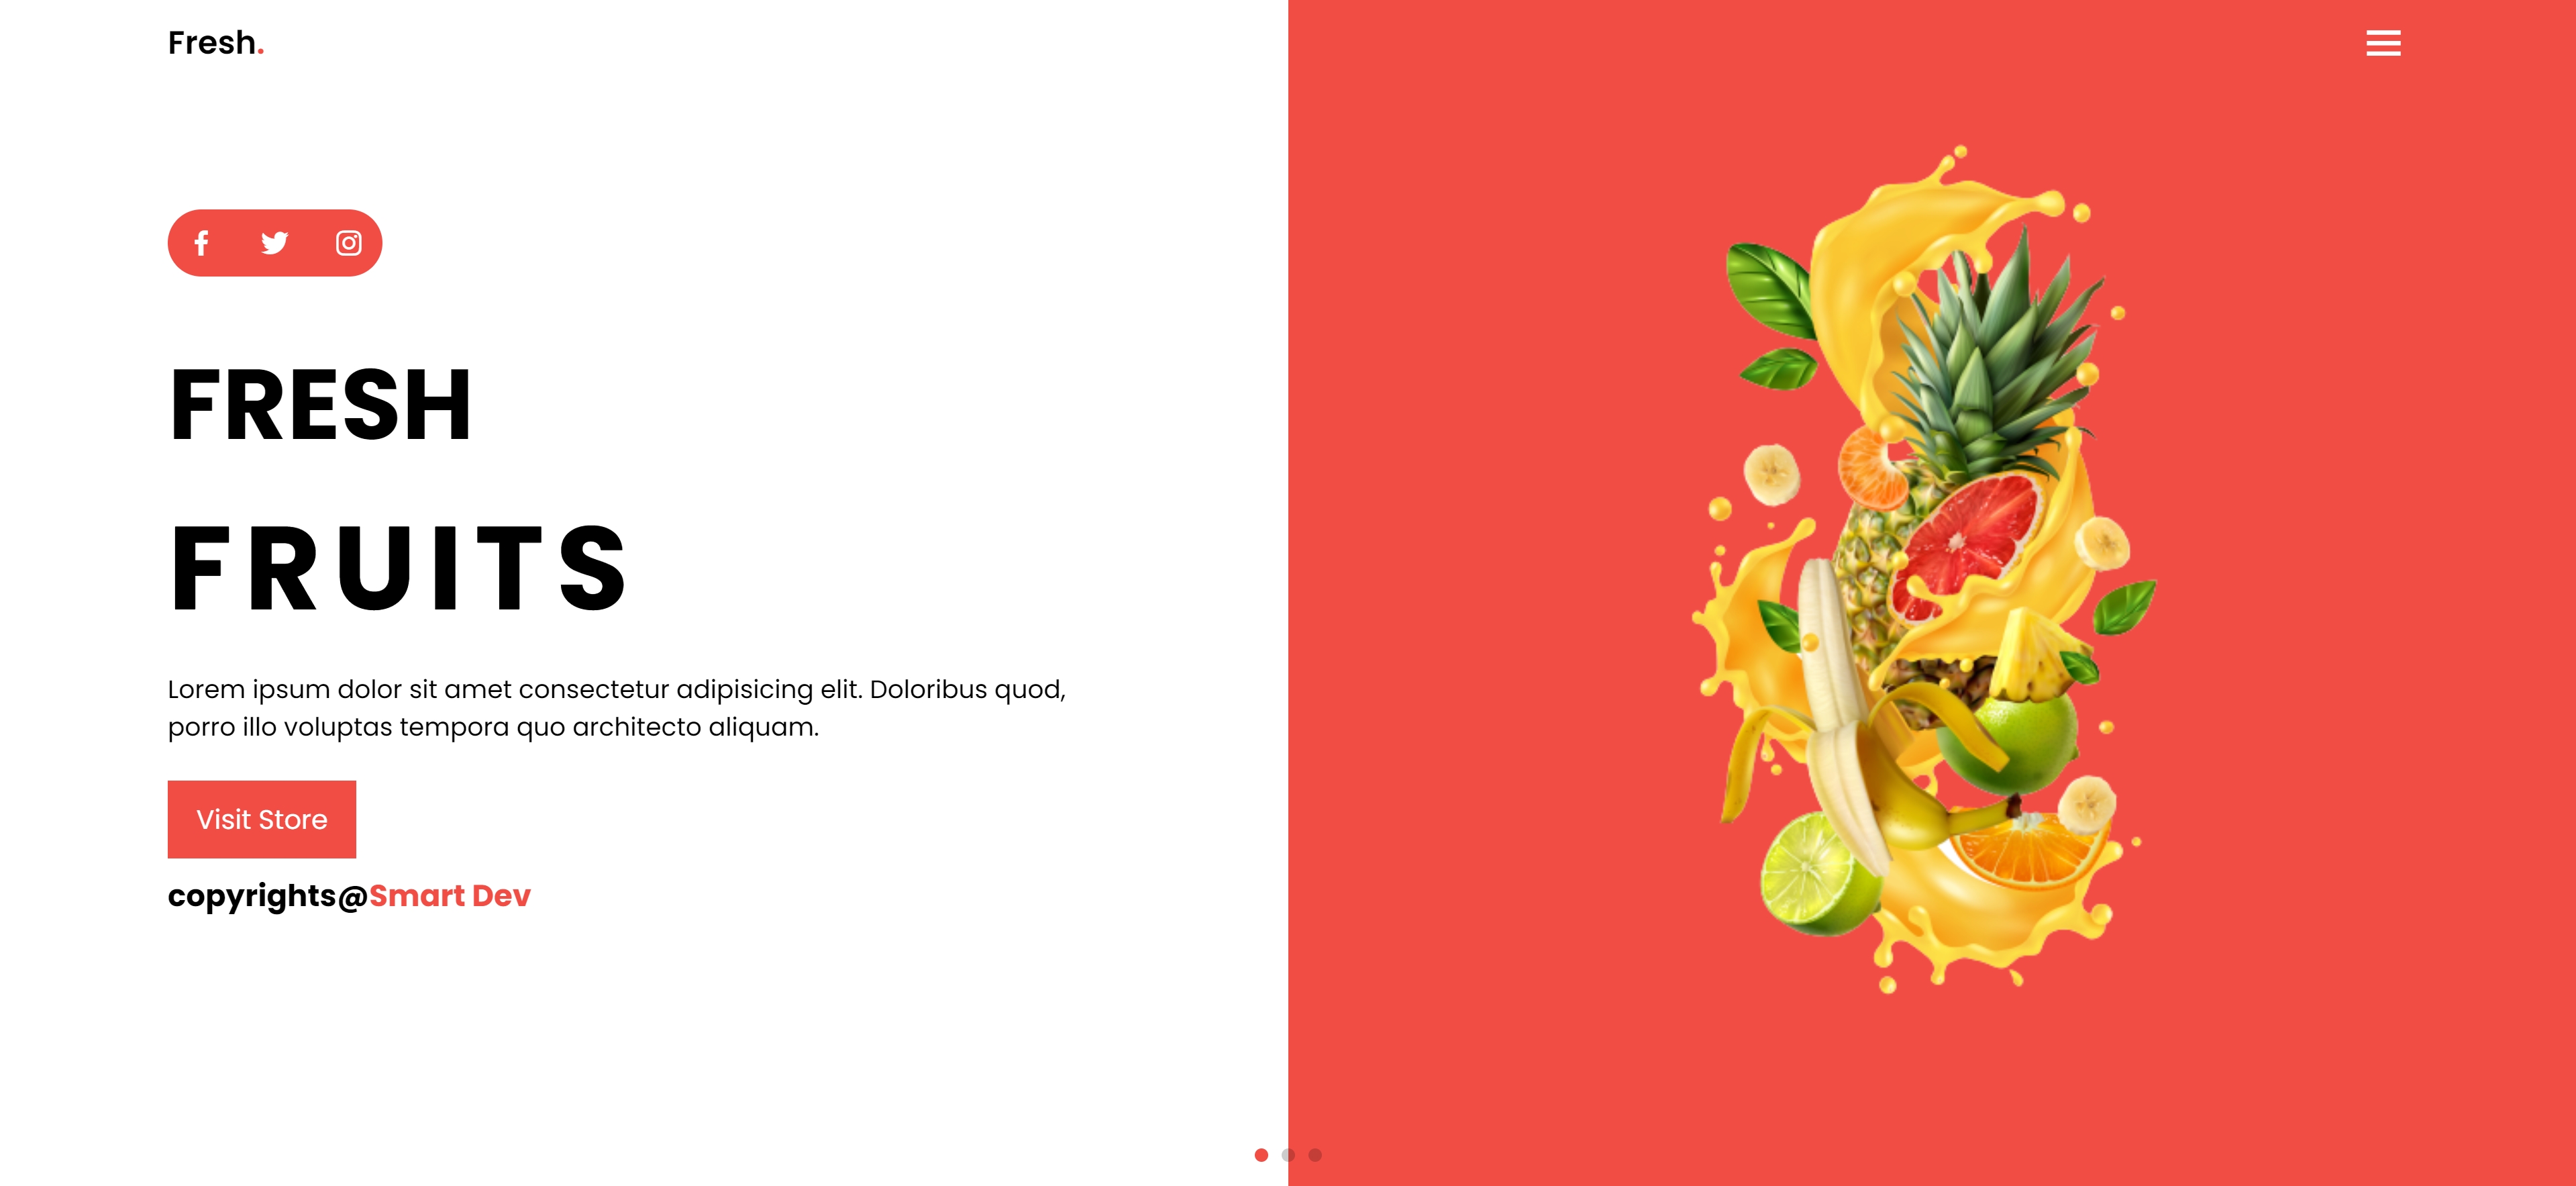 Fresh.
FRESH
FRUITS
Lorem ipsum dolor sit amet consectetur adipisicing elit. Doloribus quod,
porro illo voluptas tempora quo architecto aliquam.
Visit Store
copyrights@Smart Dev